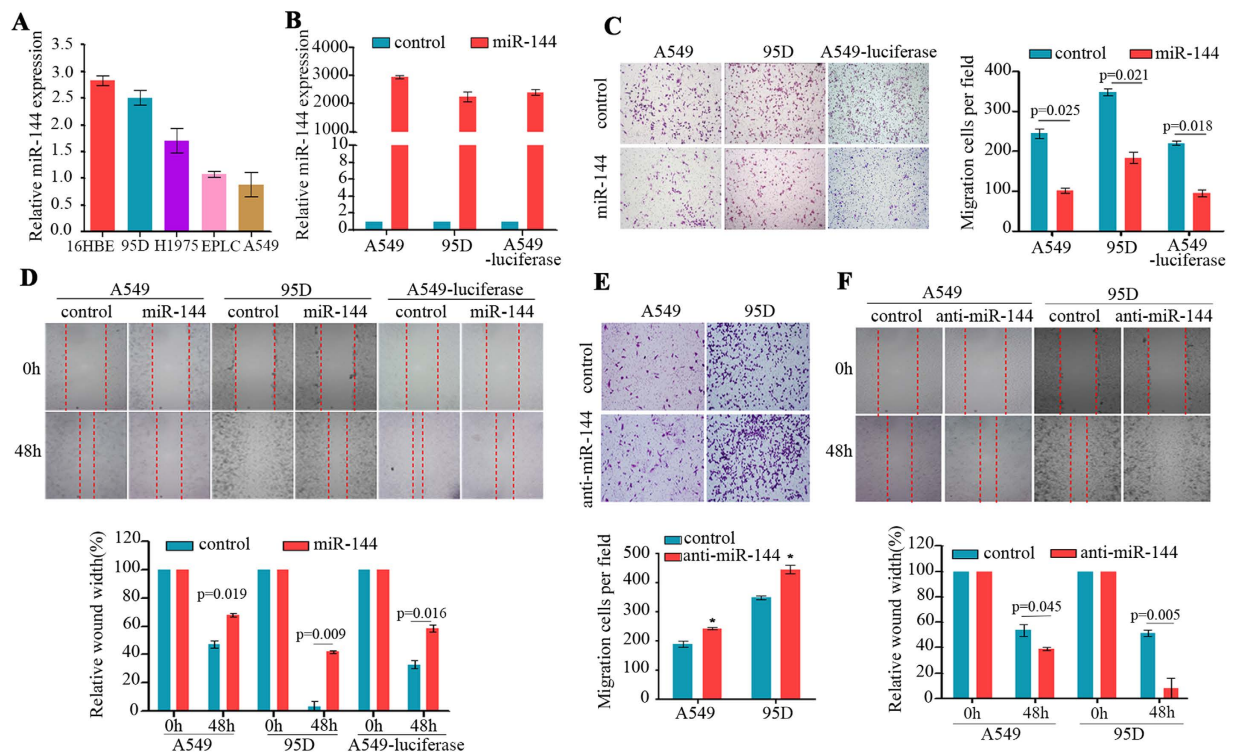 A
Relative miR-144 expression
3.5
3.0
2.5
2.0
1.5
1.0
0.5
0.0
16HBE 95D H1975 EPLC A549
B
control miR-144
Relative miR-144 expression
4000
3000
2000
1000
10
8
6
4
2
0
A549 95D A549
-luciferase
C
A549 95D A549-luciferase
control
miR-144
control miR-144
Migration cells per field
400
300
200
100
0
p=0.025
p=0.021
p=0.018
A549 95D A549
-luciferase
D
A549 95D A549-luciferase
control miR-144 control miR-144 control miR-144
0h
48h
control miR-144
Relative wound width(%)
120
100
80
60
40
20
0
p=0.019
p=0.009
p=0.016
0h 48h 0h 48h 0h 48h
A549 95D A549-luciferase
E
A549 95D
control
anti-miR-144
control
anti-miR-144
Migration cells per field
500
400
300
200
0
* *
A549 95D
F
A549 95D
control anti-miR-144 control anti-miR-144
0h
48h
control anti-miR-144
Relative wound width(%)
120
100
80
60
40
20
0
p=0.045
p=0.005
0h 48h 0h 48h
A549 95D